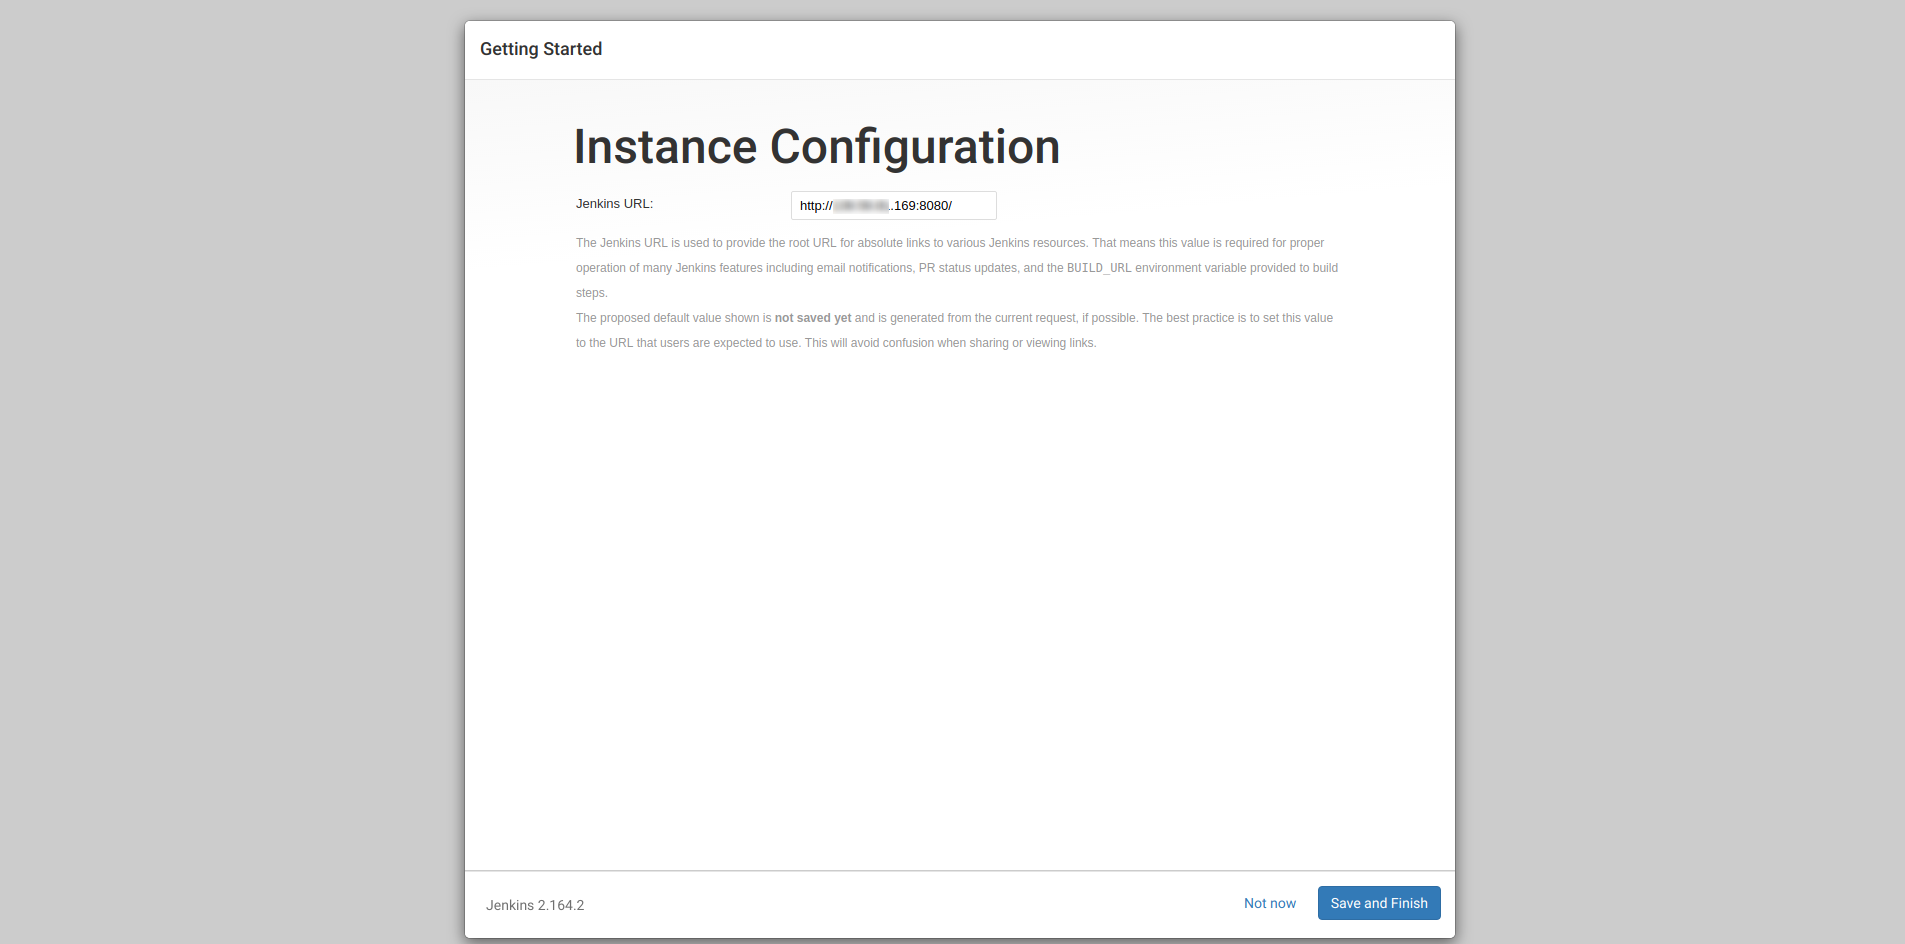 Getting Started
Instance Configuration
Jenkins URL: http:// .169:8080/
The Jenkins URL is used to provide the root URL for absolute links to various Jenkins resources. That means this value is required for proper
operation of many Jenkins features including email notifications, PR status updates, and the BUILD_URL environment variable provided to build
steps.
The proposed default value shown is not saved yet and is generated from the current request, if possible. The best practice is to set this value
to the URL that users are expected to use. This will avoid confusion when sharing or viewing links.
Jenkins 2.164.2 Not now Save and Finish